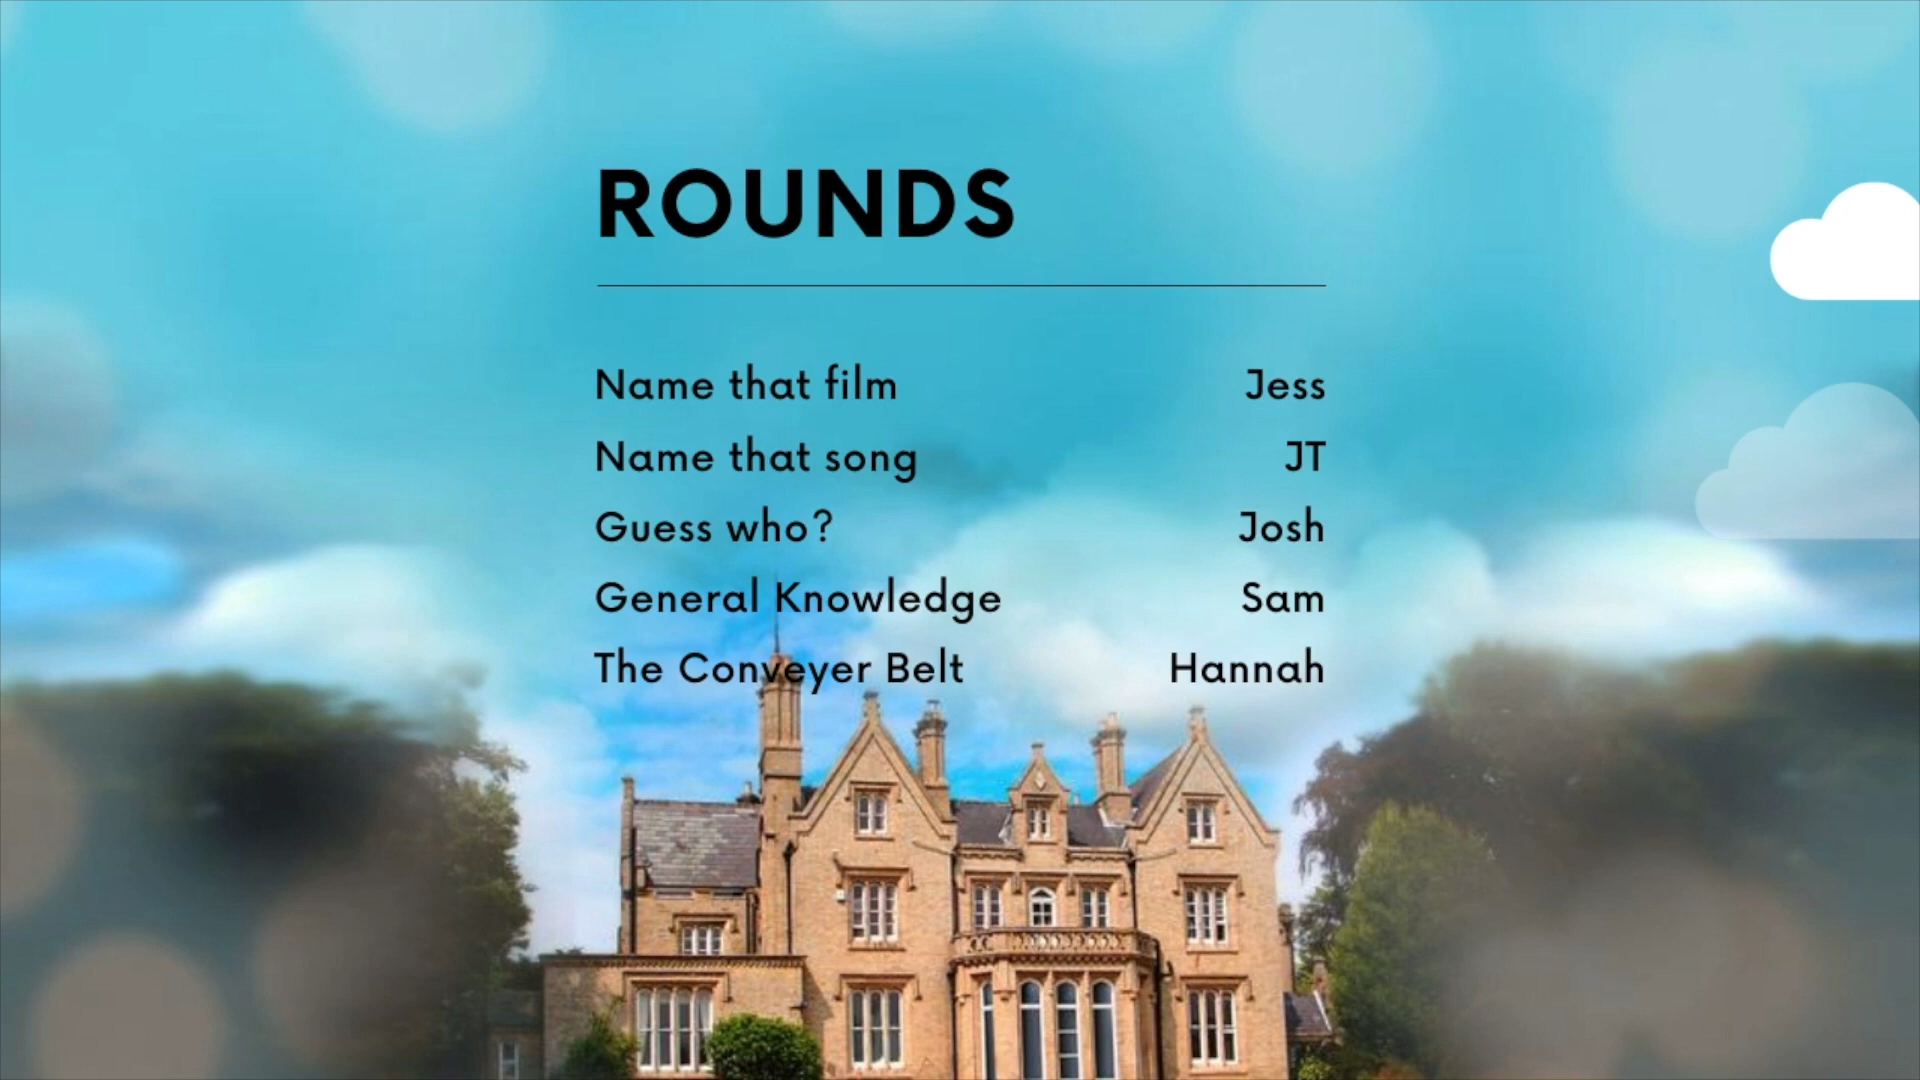 ROUNDS
Name that film Jess
Name that song JT
Guess who? Josh
General Knowledge Sam
The Conveyer Belt Hannah